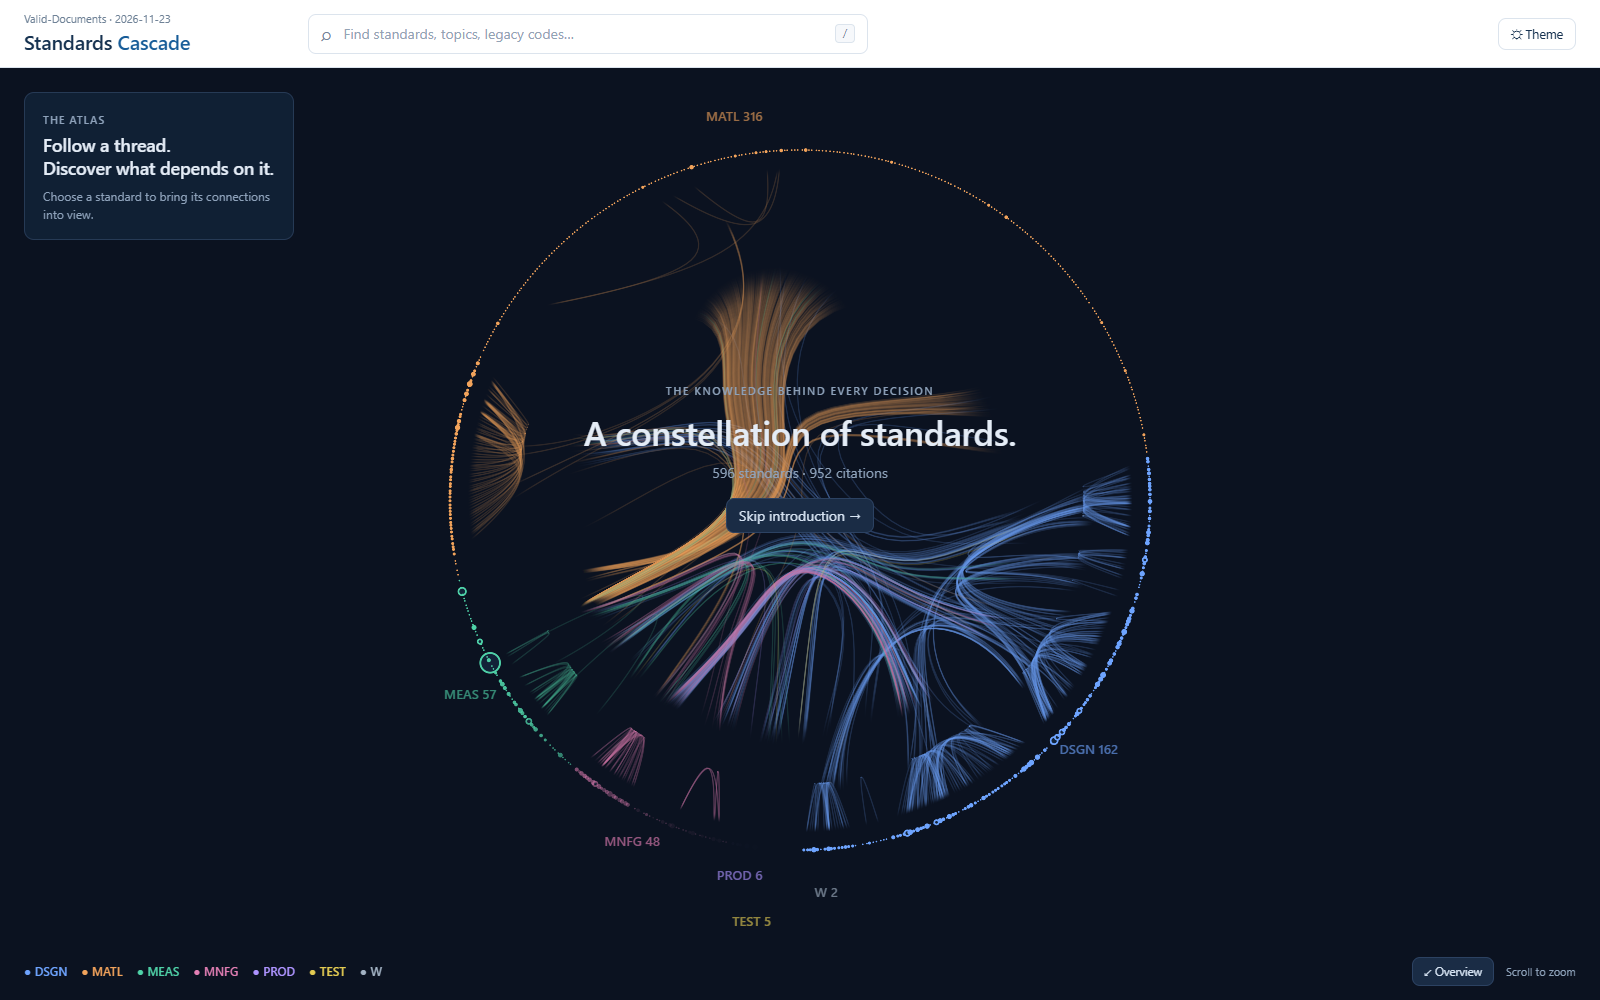 Valid-Documents · 2026-11-23
Standards Cascade
Find standards, topics, legacy codes...
/
Theme
THE ATLAS
Follow a thread.
Discover what depends on it.
Choose a standard to bring its connections
into view.
MATL 316
THE KNOWLEDGE BEHIND EVERY DECISION
A constellation of standards.
596 standards · 952 citations
Skip introduction →
MEAS 57
DSGN 162
MNFG 48
PROD 6
W 2
TEST 5
DSGN
MATL
MEAS
MNFG
PROD
TEST
W
↙ Overview
Scroll to zoom